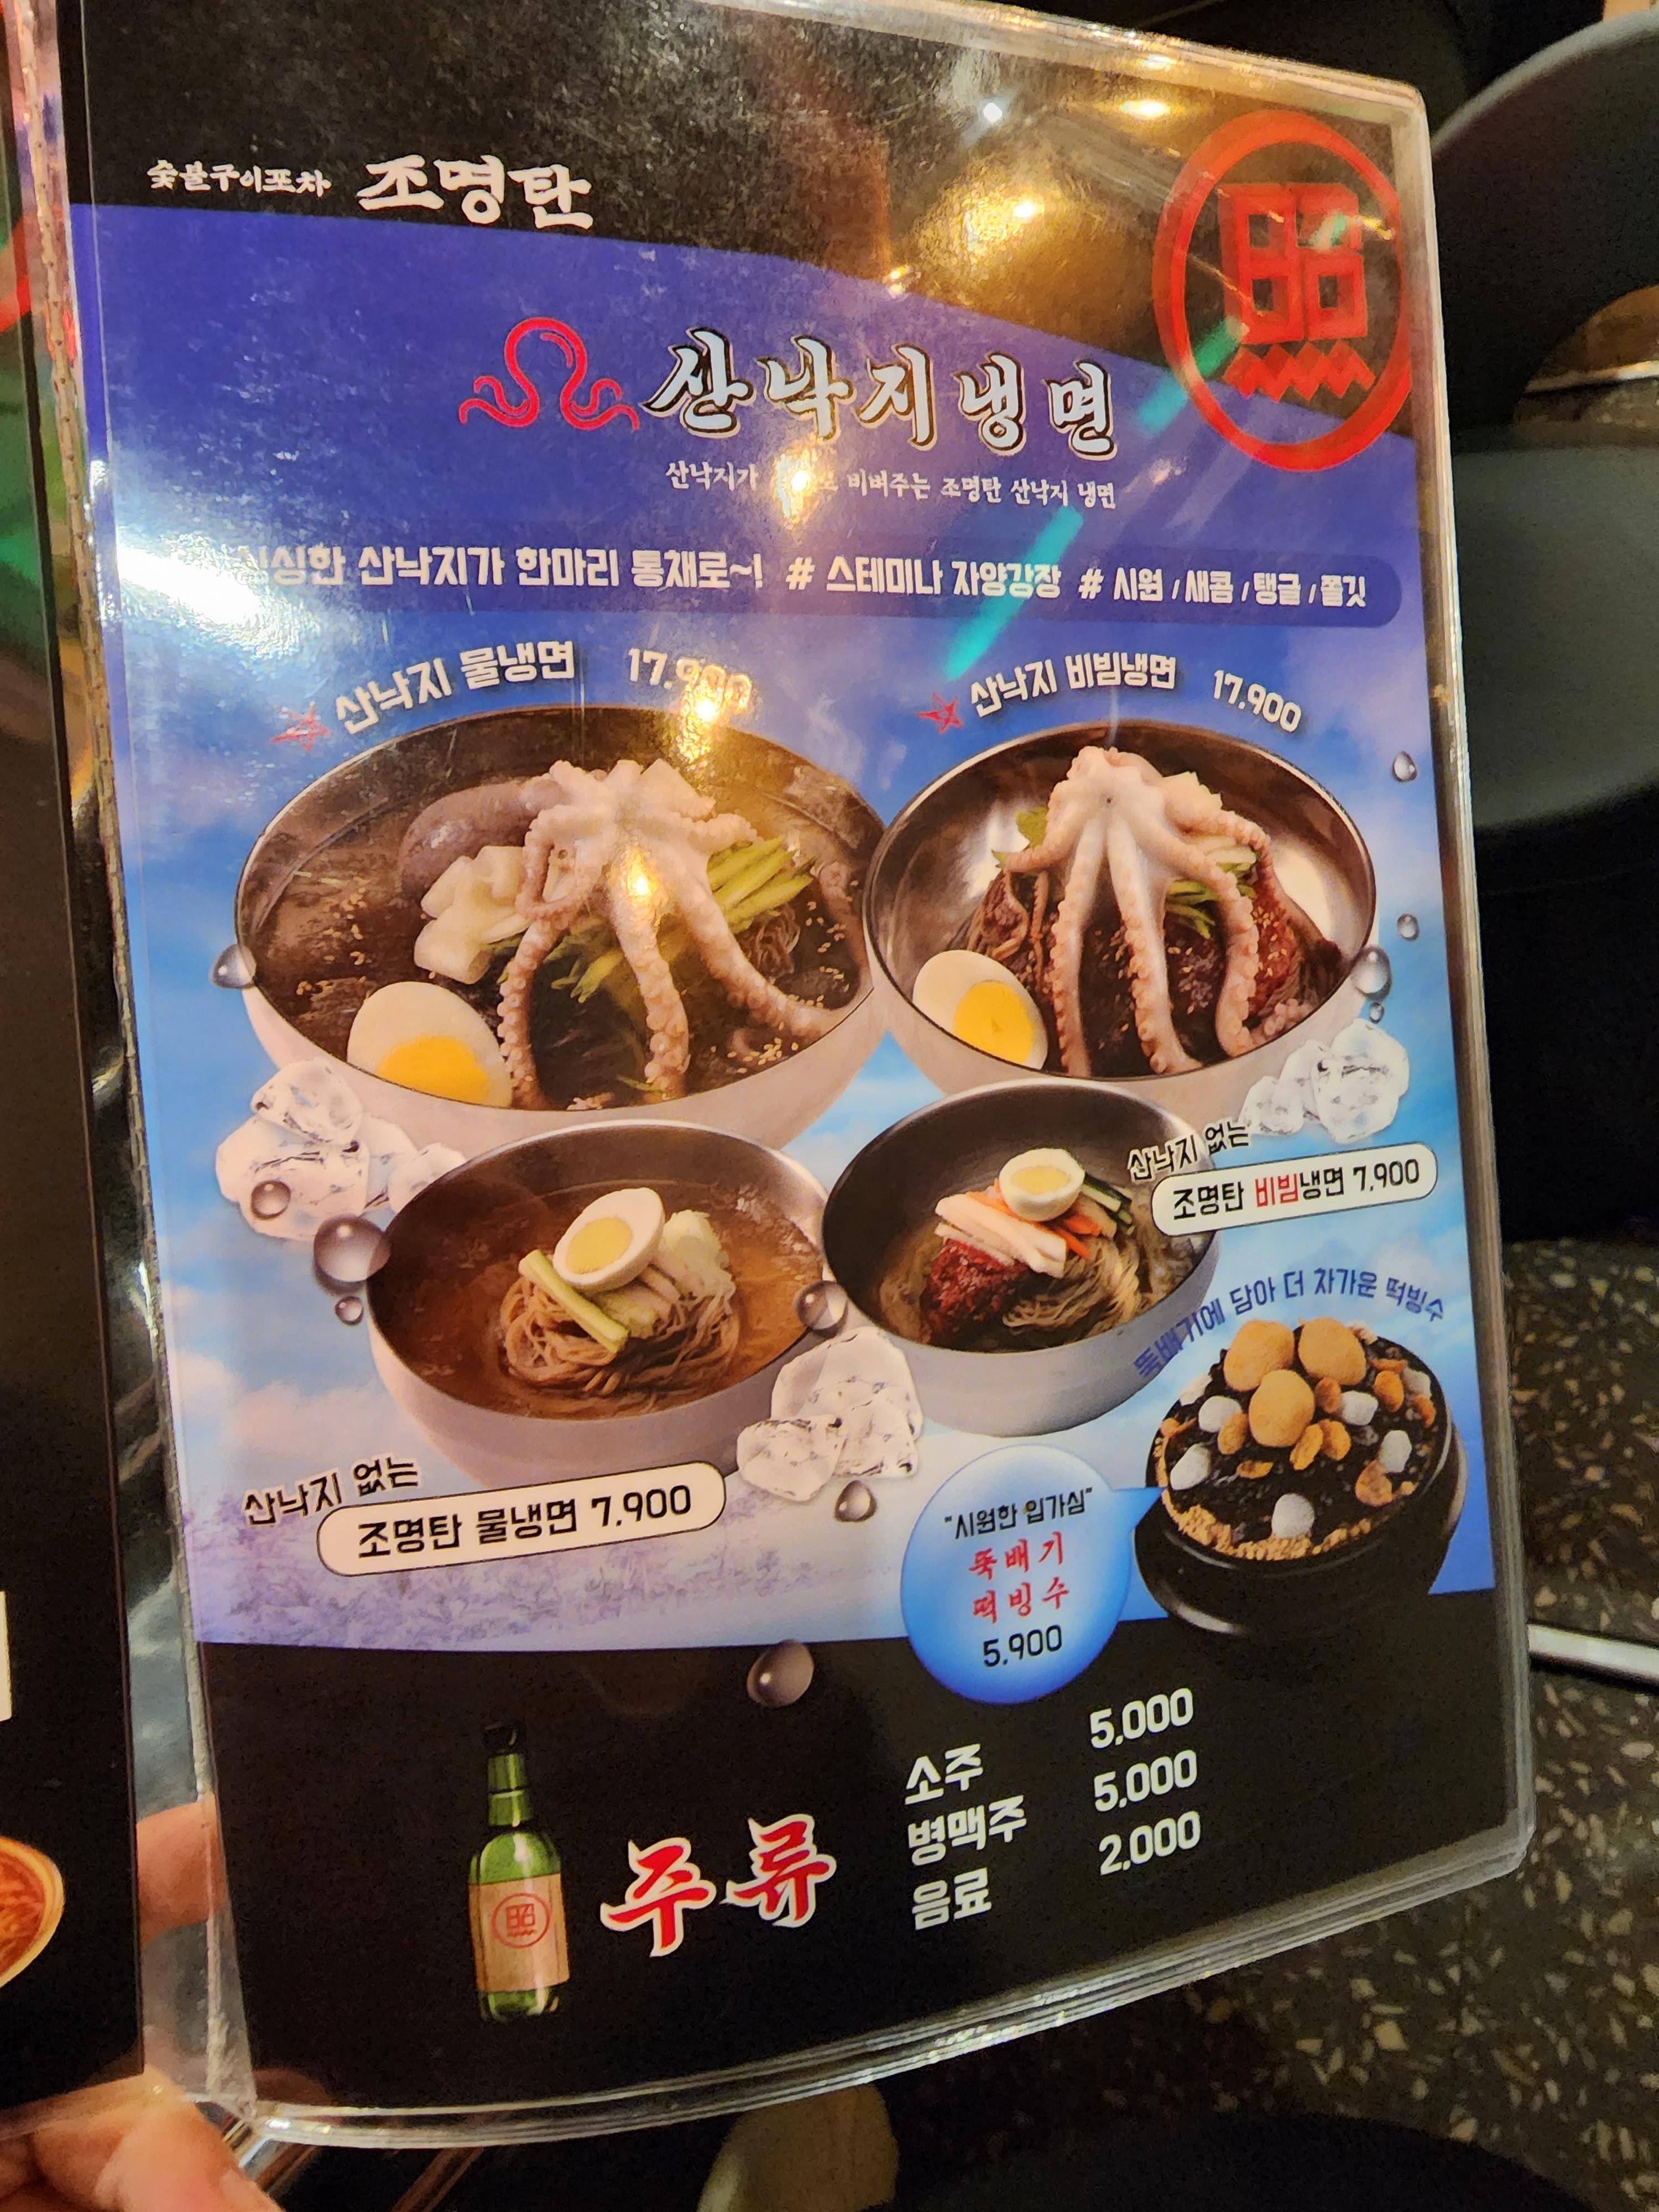 숯불구이포차 조명탄
照
산낙지냉면
산낙지가 비벼주는 조명탄 산낙지 냉면
싱싱한 산낙지가 한마리 통채로~! # 스테미나 자양강장 # 시원 / 새콤 / 탱글 / 쫄깃
산낙지 물냉면 17.900
산낙지 비빔냉면 17.900
산낙지 없는
조명탄 비빔냉면 7.900
뚝배기에 담아 더 차가운 떡빙수
산낙지 없는
조명탄 물냉면 7.900
"시원한 입가심"
뚝배기
떡빙수
5.900
照
주류
소주 5.000
병맥주 5.000
음료 2.000